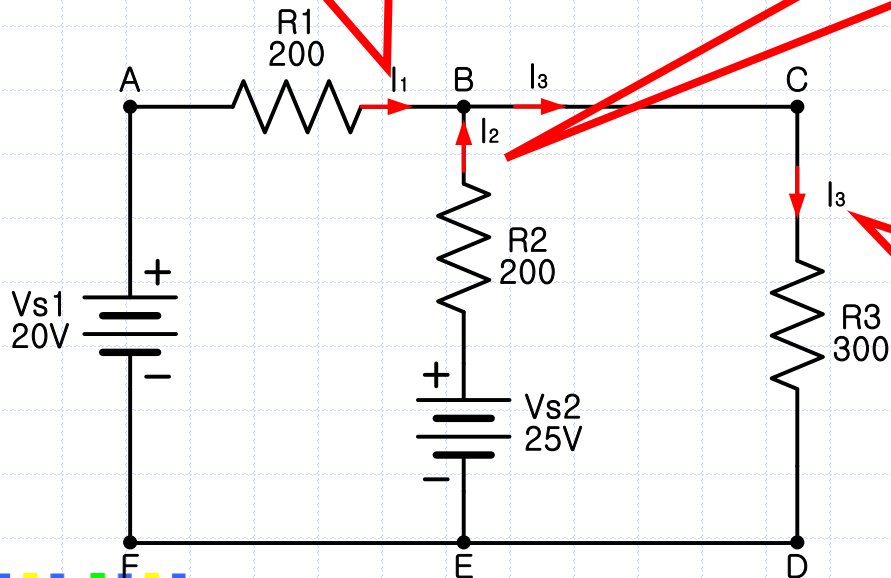 R1
200
A
I₁
B
I₃
C
I₂
I₃
R2
200
+
Vs1
20V
−
R3
300
+
Vs2
25V
−
F
E
D